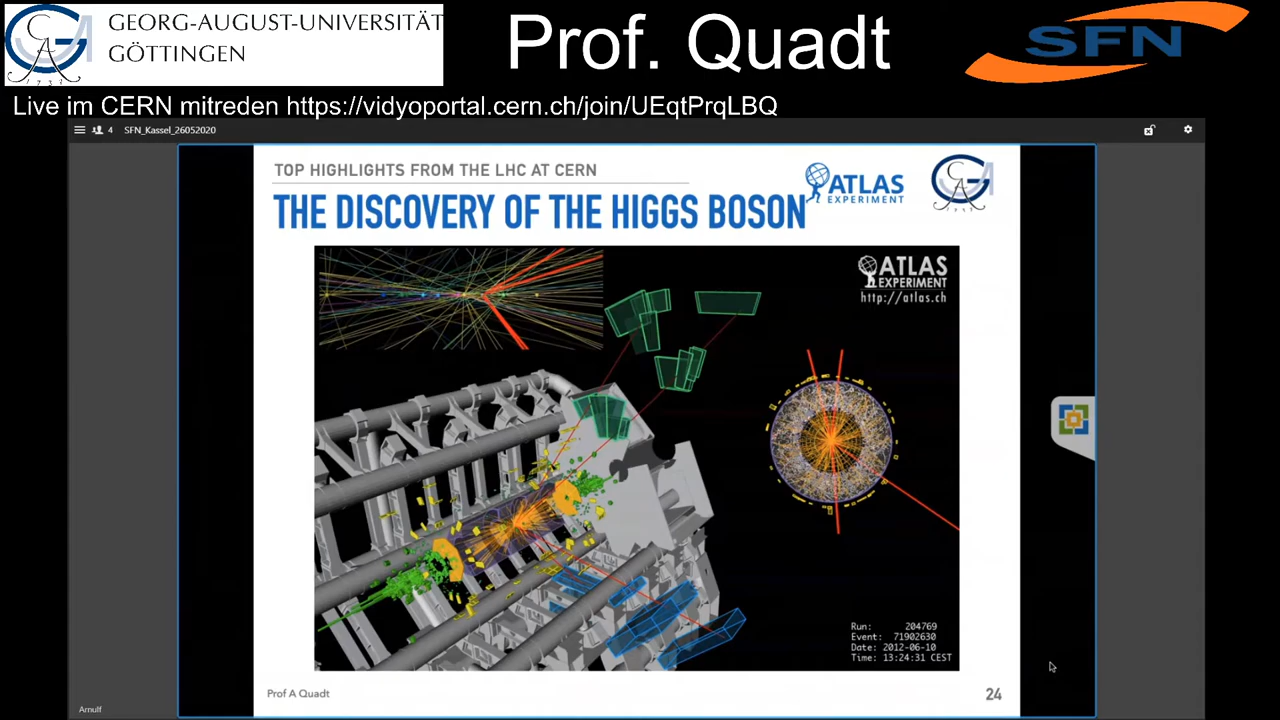 GEORG-AUGUST-UNIVERSITÄT
GÖTTINGEN
Prof. Quadt
SFN
Live im CERN mitreden https://vidyoportal.cern.ch/join/UEqtPrqLBQ
4 SFN_Kassel_26052020
TOP HIGHLIGHTS FROM THE LHC AT CERN
THE DISCOVERY OF THE HIGGS BOSON
ATLAS
EXPERIMENT
ATLAS
EXPERIMENT
http://atlas.ch
Run: 204769
Event: 71902630
Date: 2012-06-10
Time: 13:24:31 CEST
Prof A Quadt
24
Arnulf